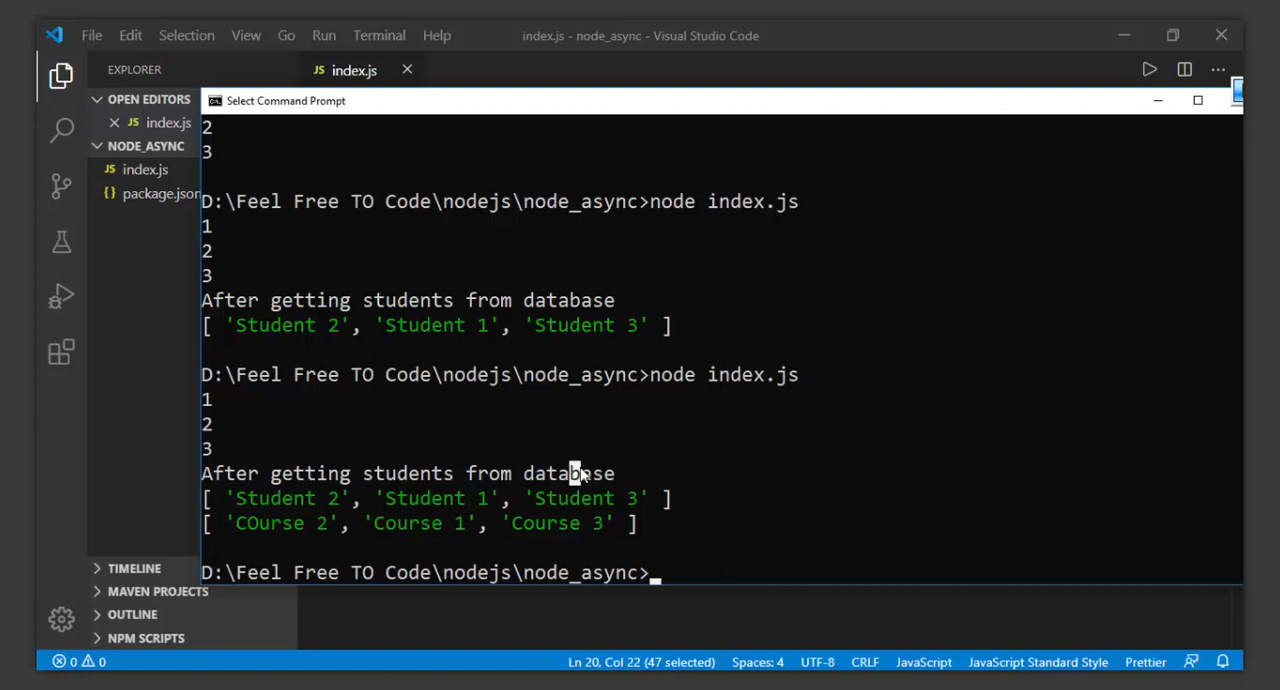 File Edit Selection View Go Run Terminal Help index.js - node_async - Visual Studio Code
EXPLORER JS index.js
OPEN EDITORS
JS index.js
NODE_ASYNC
JS index.js
{} package.json
TIMELINE
MAVEN PROJECTS
OUTLINE
NPM SCRIPTS
Select Command Prompt
2
3
D:\Feel Free TO Code\nodejs\node_async>node index.js
1
2
3
After getting students from database
[ 'Student 2', 'Student 1', 'Student 3' ]
D:\Feel Free TO Code\nodejs\node_async>node index.js
1
2
3
After getting students from database
[ 'Student 2', 'Student 1', 'Student 3' ]
[ 'COurse 2', 'Course 1', 'Course 3' ]
D:\Feel Free TO Code\nodejs\node_async>
0 0 Ln 20, Col 22 (47 selected) Spaces: 4 UTF-8 CRLF JavaScript JavaScript Standard Style Prettier